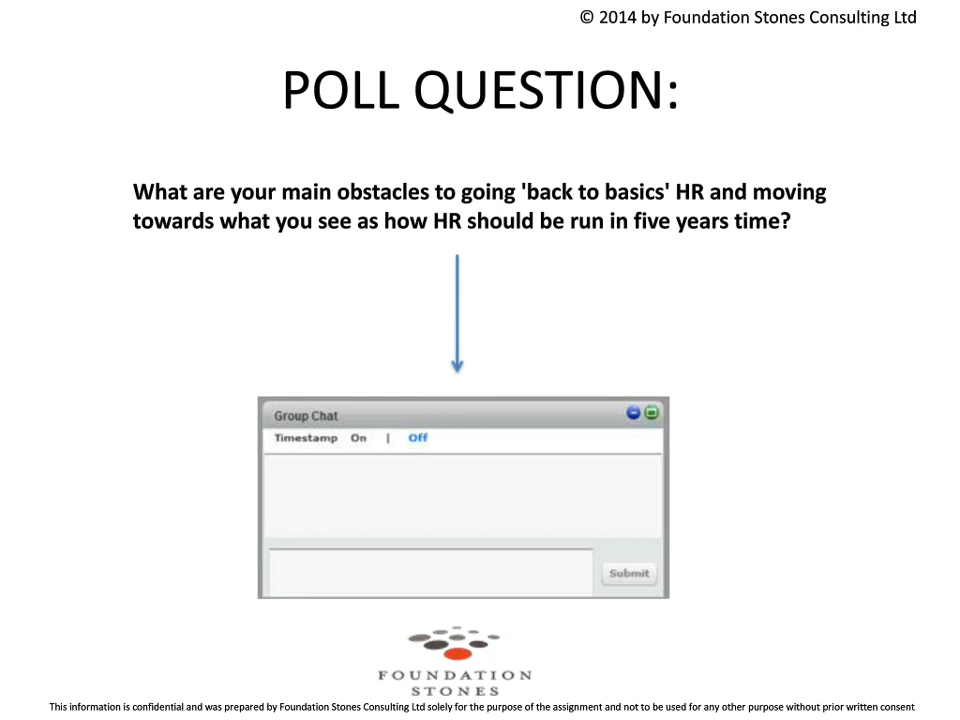 © 2014 by Foundation Stones Consulting Ltd
POLL QUESTION:
What are your main obstacles to going 'back to basics' HR and moving
towards what you see as how HR should be run in five years time?
Group Chat
Timestamp On | Off
Submit
FOUNDATION
STONES
This information is confidential and was prepared by Foundation Stones Consulting Ltd solely for the purpose of the assignment and not to be used for any other purpose without prior written consent